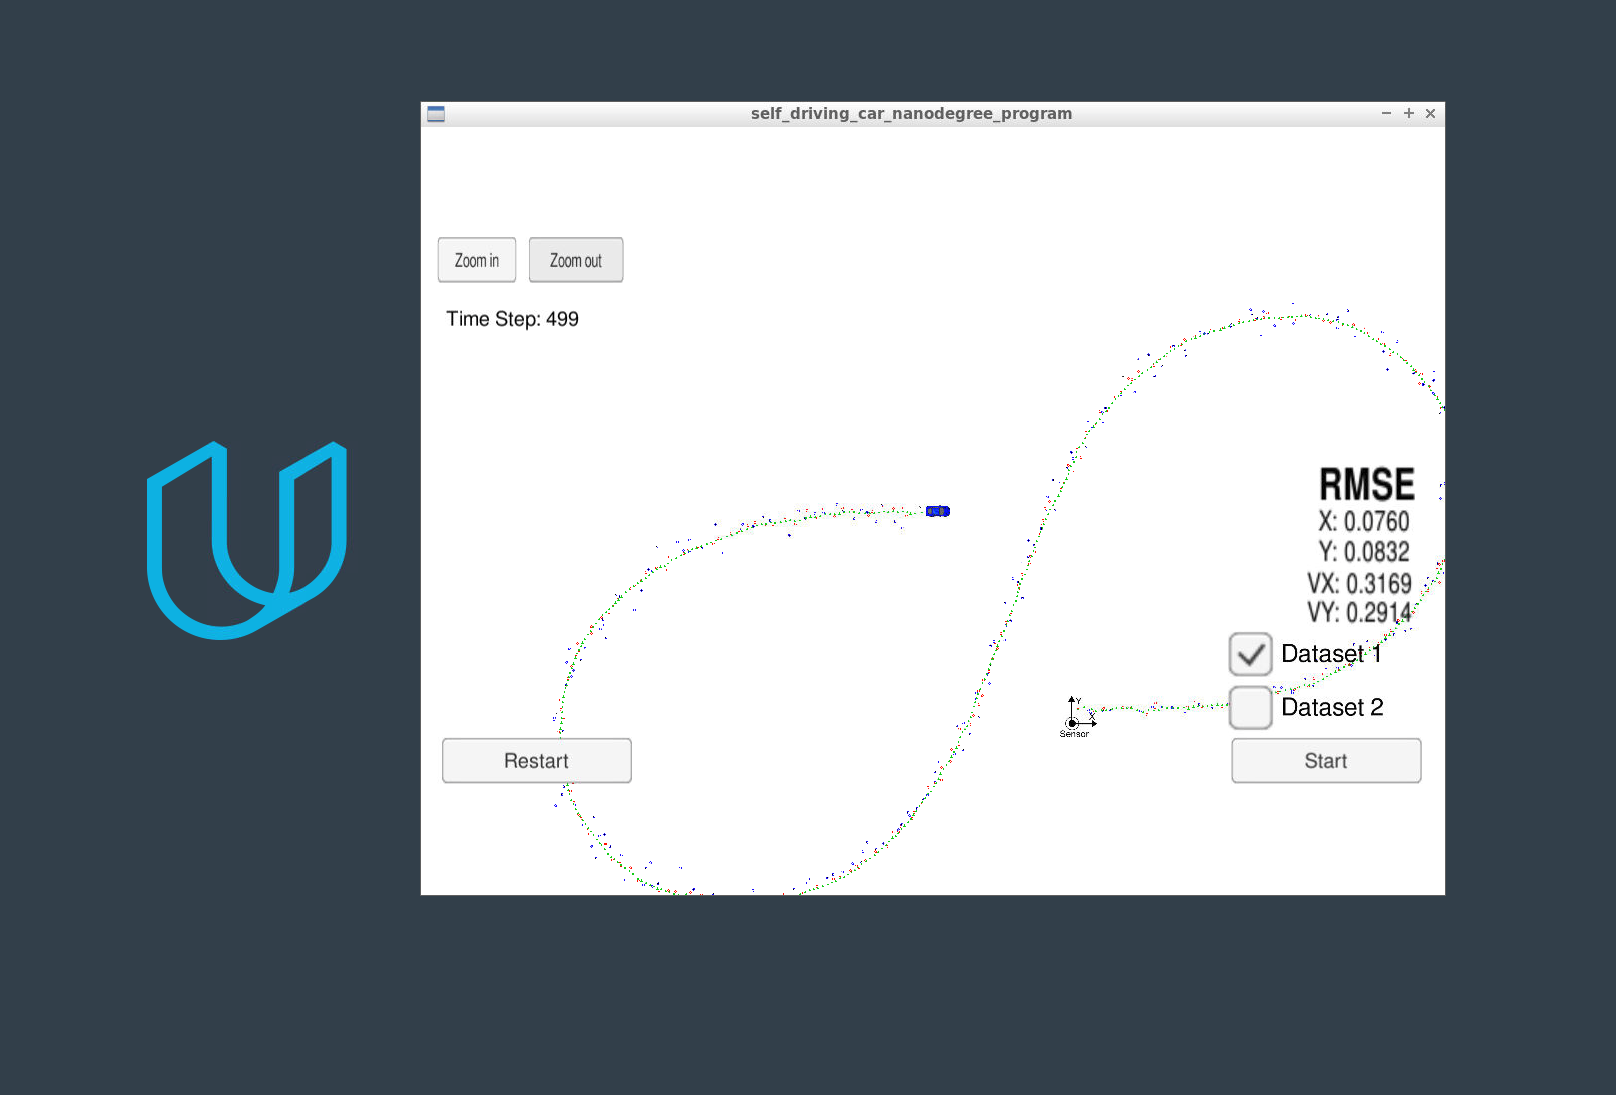 self_driving_car_nanodegree_program
Zoom in
Zoom out
Time Step: 499
RMSE
X: 0.0760
Y: 0.0832
VX: 0.3169
VY: 0.2914
Dataset 1
Dataset 2
Y
X
Sensor
Restart
Start